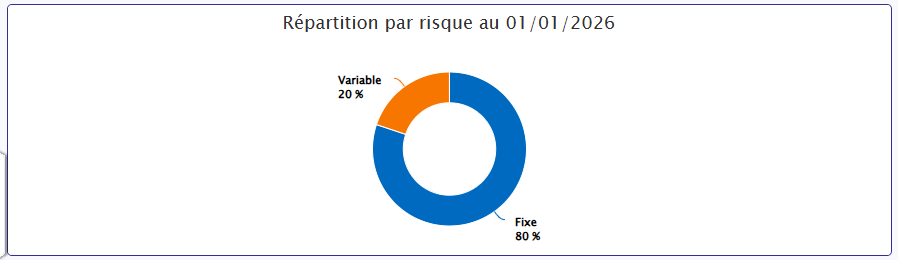 Répartition par risque au 01/01/2026
Variable
20 %
Fixe
80 %